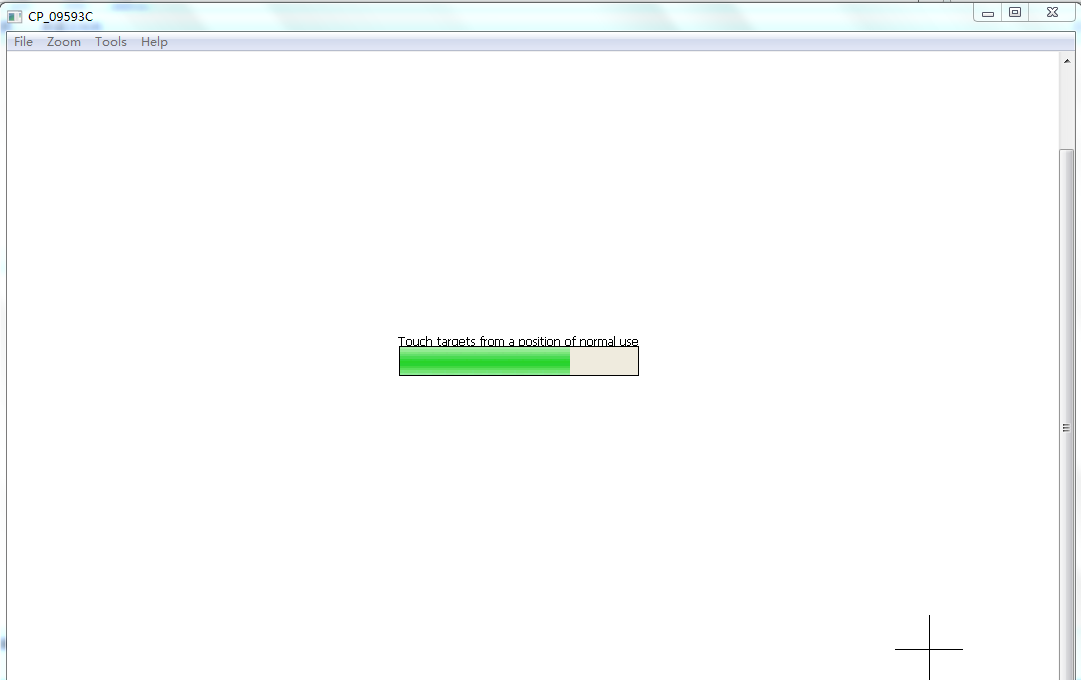 CP_09593C
File Zoom Tools Help
Touch targets from a position of normal use